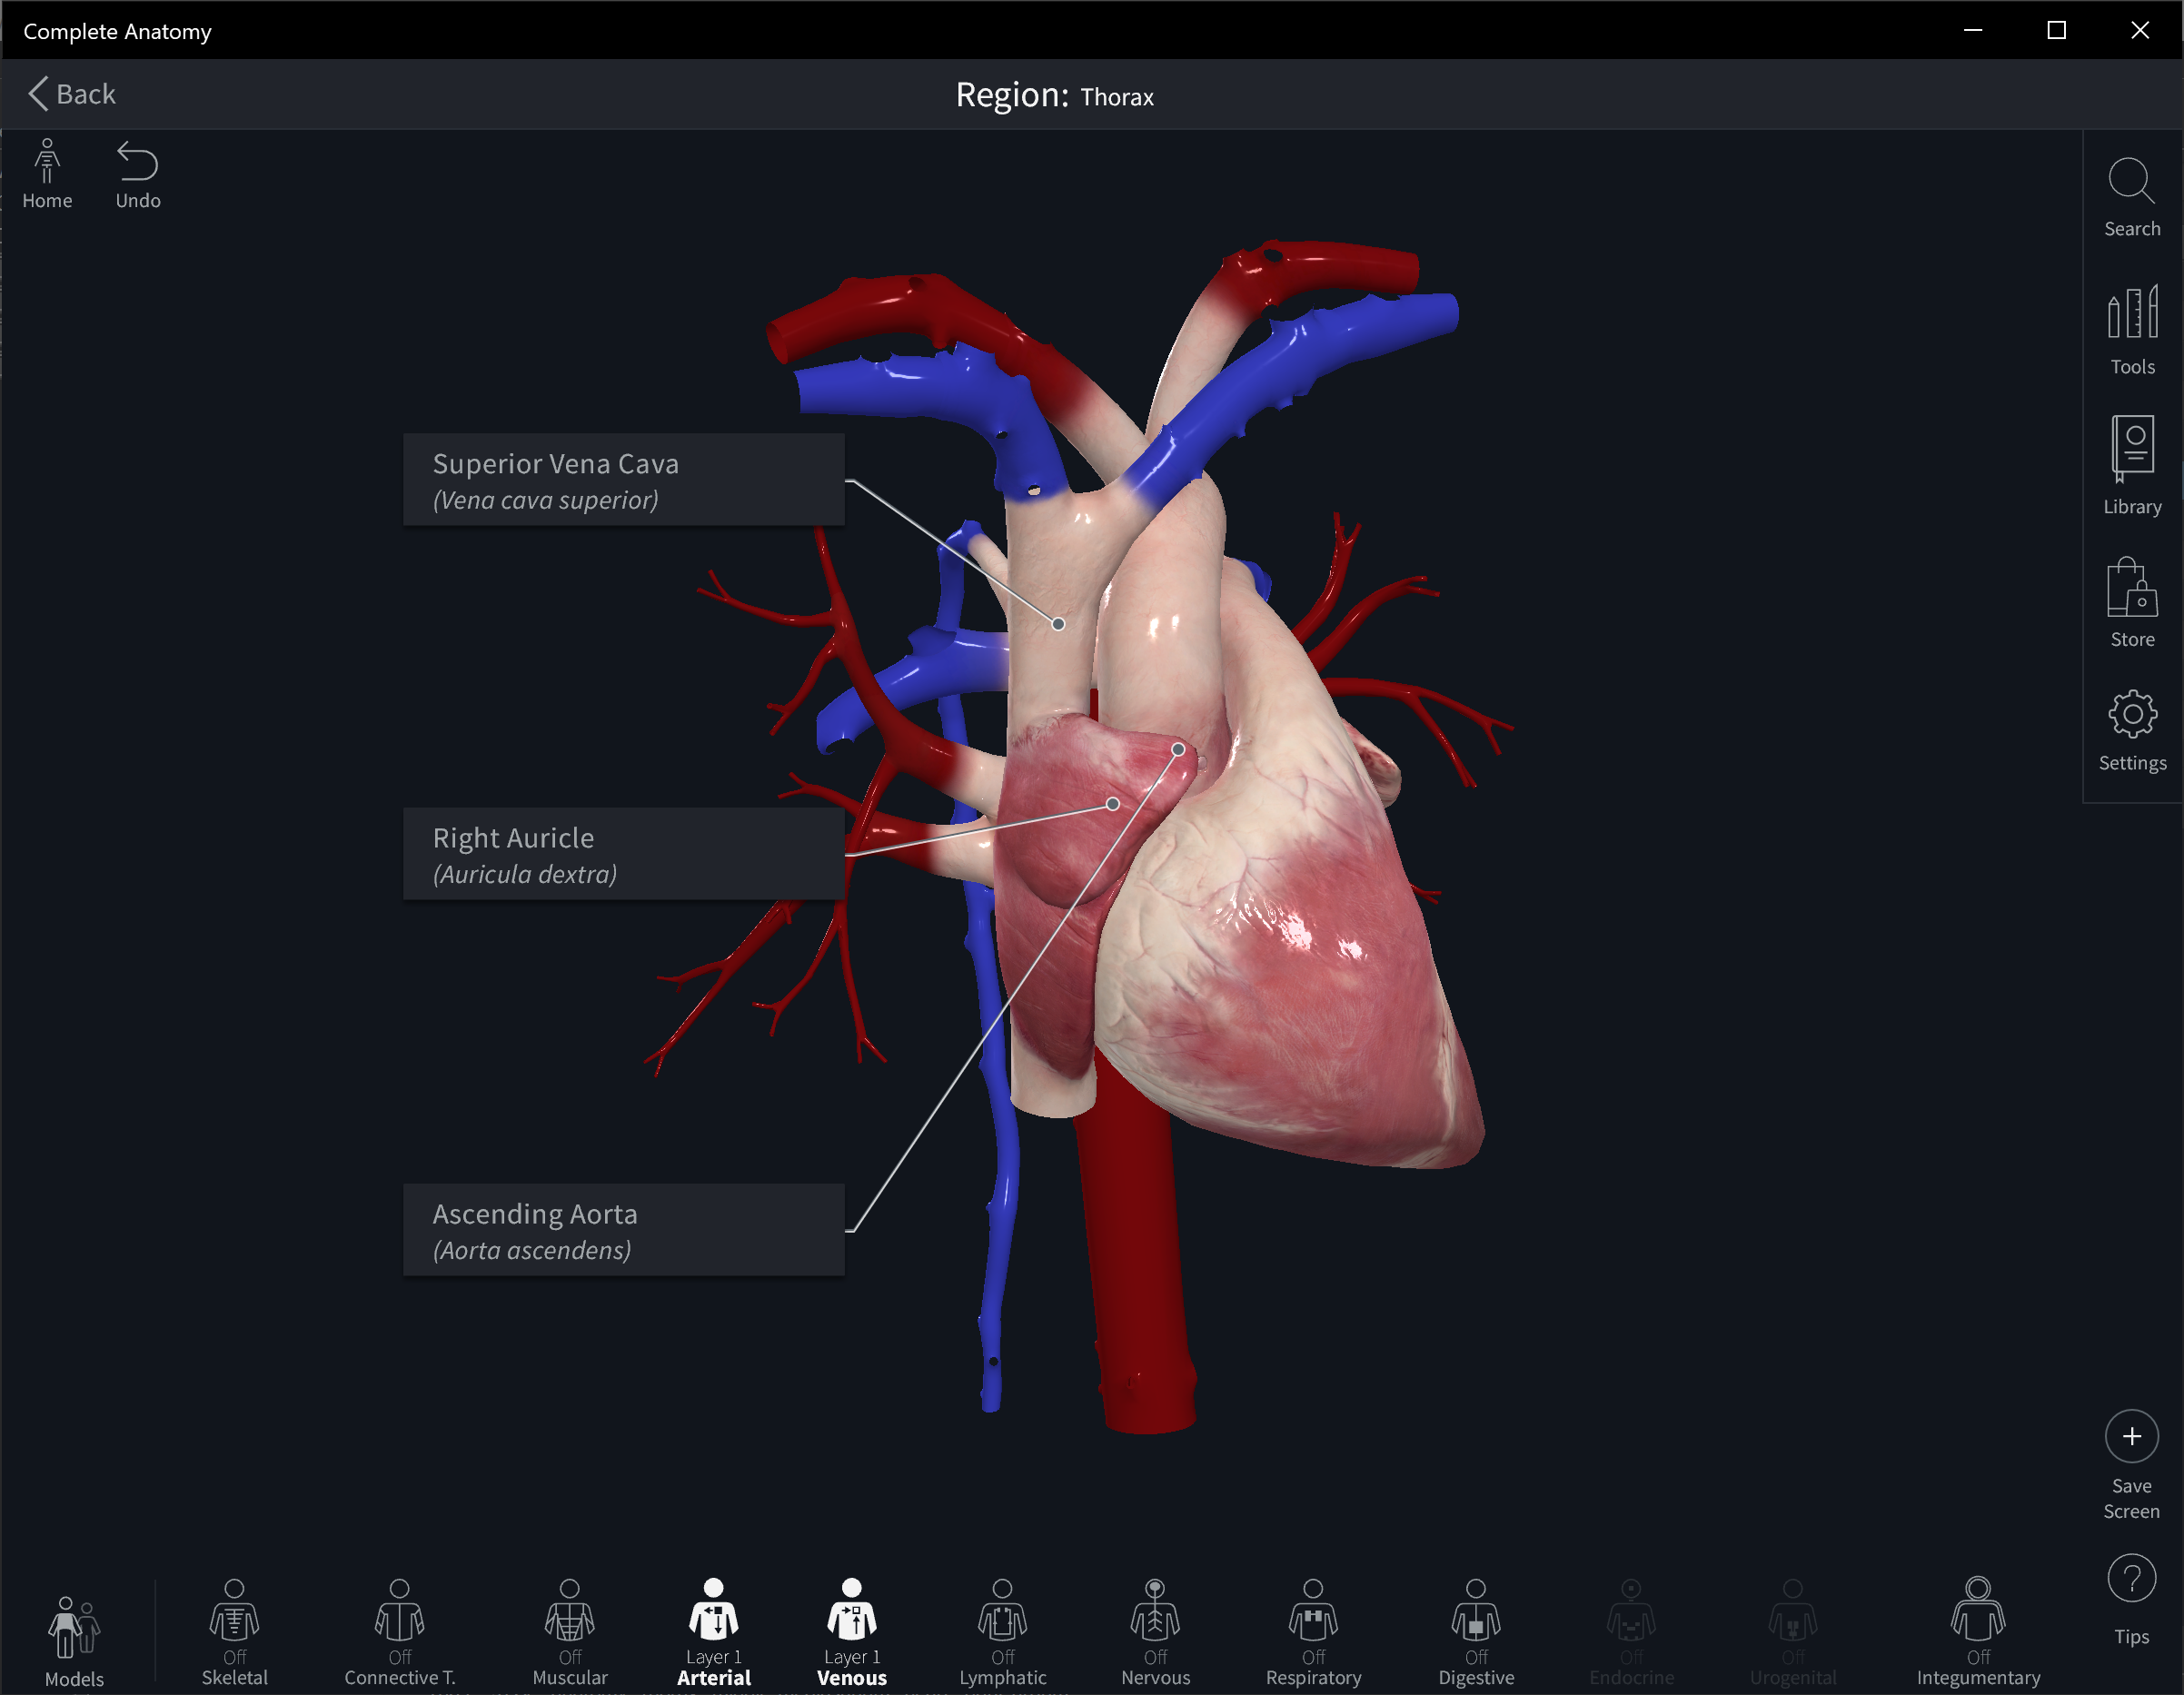 Complete Anatomy
Back
Region: Thorax
Home
Undo
Search
Tools
Library
Store
Settings
Superior Vena Cava
(Vena cava superior)
Right Auricle
(Auricula dextra)
Ascending Aorta
(Aorta ascendens)
Save
Screen
?
Tips
Models
Off
Skeletal
Off
Connective T.
Off
Muscular
Layer 1
Arterial
Layer 1
Venous
Off
Lymphatic
Off
Nervous
Off
Respiratory
Off
Digestive
Off
Endocrine
Off
Urogenital
Off
Integumentary